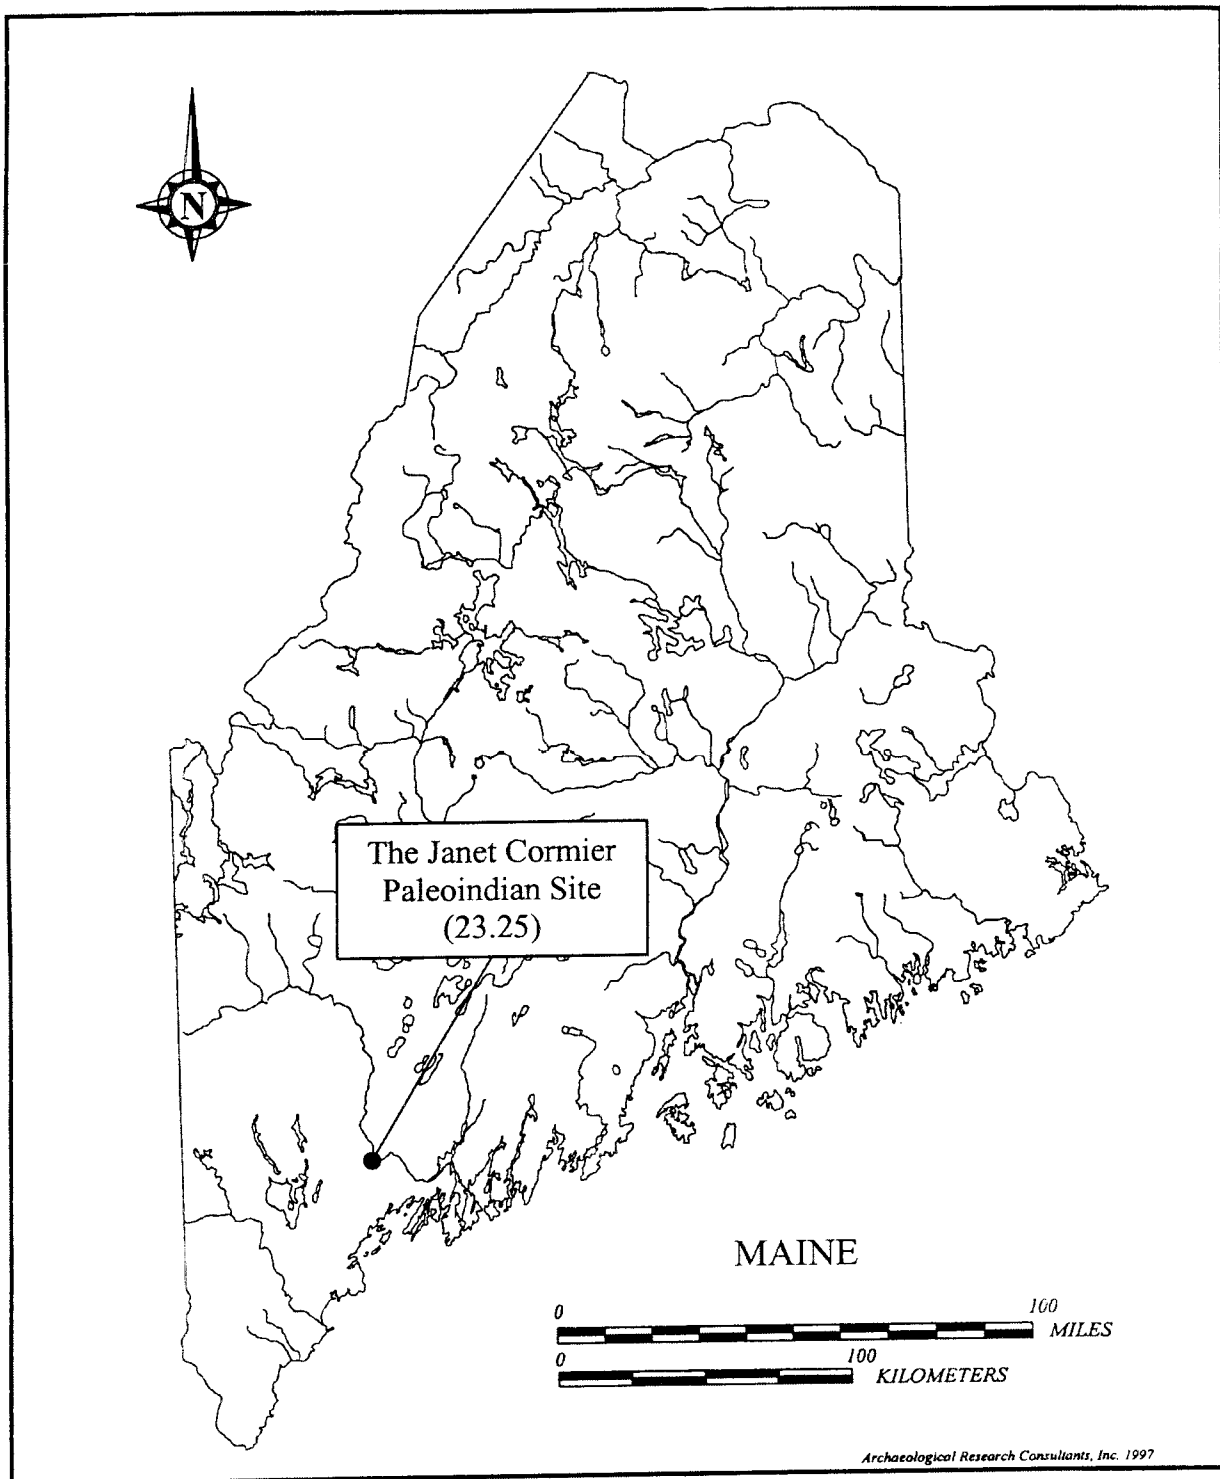 N
The Janet Cormier
Paleoindian Site
(23.25)
MAINE
0 100
MILES
0 100
KILOMETERS
Archaeological Research Consultants, Inc. 1997